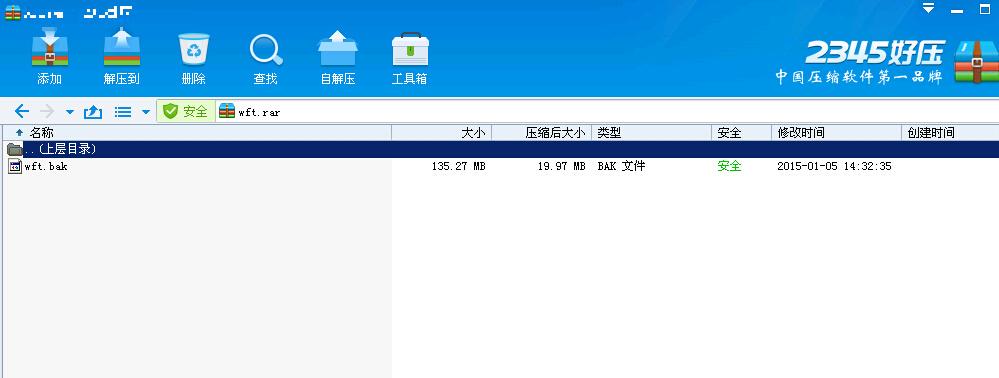 2345好压
中国压缩软件第一品牌
添加 解压到 删除 查找 自解压 工具箱
安全 wft.rar
名称 大小 压缩后大小 类型 安全 修改时间 创建时间
..(上层目录)
wft.bak 135.27 MB 19.97 MB BAK 文件 安全 2015-01-05 14:32:35